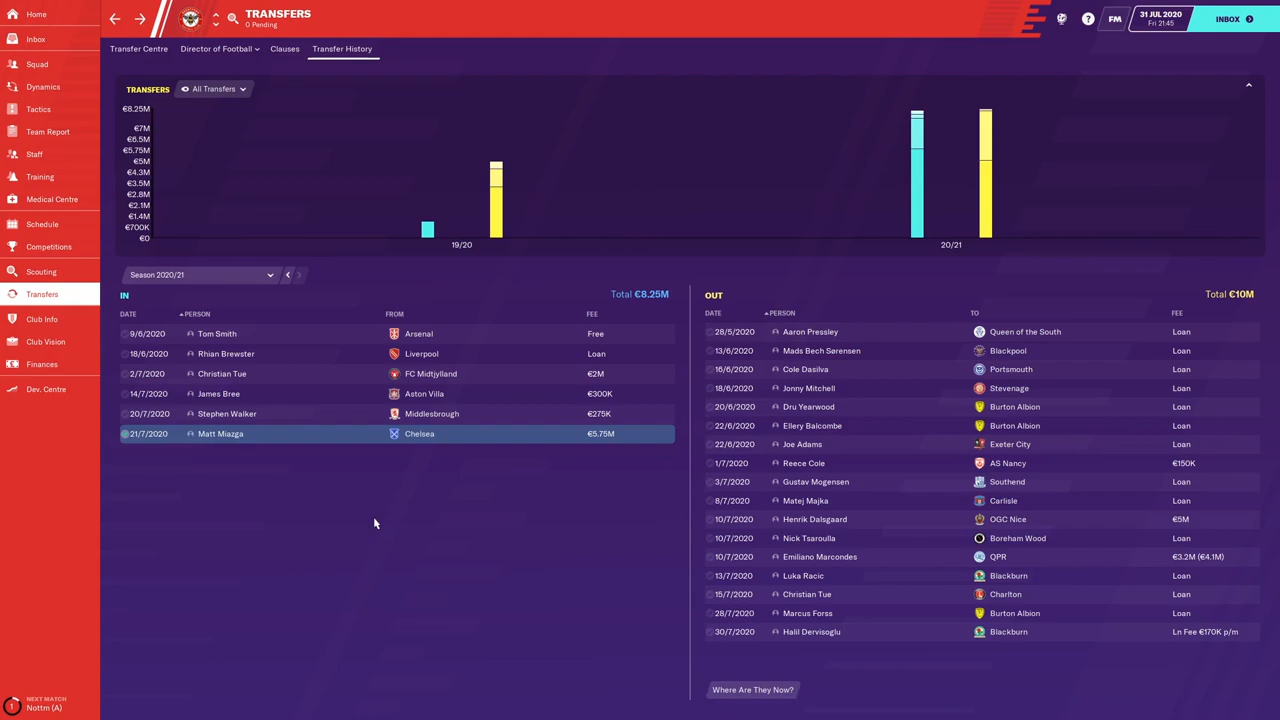 Home
Inbox
Squad
Dynamics
Tactics
Team Report
Staff
Training
Medical Centre
Schedule
Competitions
Scouting
Transfers
Club Info
Club Vision
Finances
Dev. Centre
1 NEXT MATCH
Nottm (A)
TRANSFERS
0 Pending
? FM
31 JUL 2020
Fri 21:45
INBOX
Transfer Centre Director of Football Clauses Transfer History
TRANSFERS All Transfers
€8.25M
€7M
€6.5M
€5.75M
€5M
€4.3M
€3.5M
€2.8M
€2.1M
€1.4M
€700K
€0
19/20 20/21
Season 2020/21
IN Total €8.25M
DATE PERSON FROM FEE
9/6/2020 Tom Smith Arsenal Free
18/6/2020 Rhian Brewster Liverpool Loan
2/7/2020 Christian Tue FC Midtjylland €2M
14/7/2020 James Bree Aston Villa €300K
20/7/2020 Stephen Walker Middlesbrough €275K
21/7/2020 Matt Miazga Chelsea €5.75M
OUT Total €10M
DATE PERSON TO FEE
28/5/2020 Aaron Pressley Queen of the South Loan
13/6/2020 Mads Bech Sørensen Blackpool Loan
16/6/2020 Cole Dasilva Portsmouth Loan
18/6/2020 Jonny Mitchell Stevenage Loan
20/6/2020 Dru Yearwood Burton Albion Loan
22/6/2020 Ellery Balcombe Burton Albion Loan
22/6/2020 Joe Adams Exeter City Loan
1/7/2020 Reece Cole AS Nancy €150K
3/7/2020 Gustav Mogensen Southend Loan
8/7/2020 Matej Majka Carlisle Loan
10/7/2020 Henrik Dalsgaard OGC Nice €5M
10/7/2020 Nick Tsaroulla Boreham Wood Loan
10/7/2020 Emiliano Marcondes QPR €3.2M (€4.1M)
13/7/2020 Luka Racic Blackburn Loan
15/7/2020 Christian Tue Charlton Loan
28/7/2020 Marcus Forss Burton Albion Loan
30/7/2020 Halil Dervisoglu Blackburn Ln Fee €170K p/m
Where Are They Now?